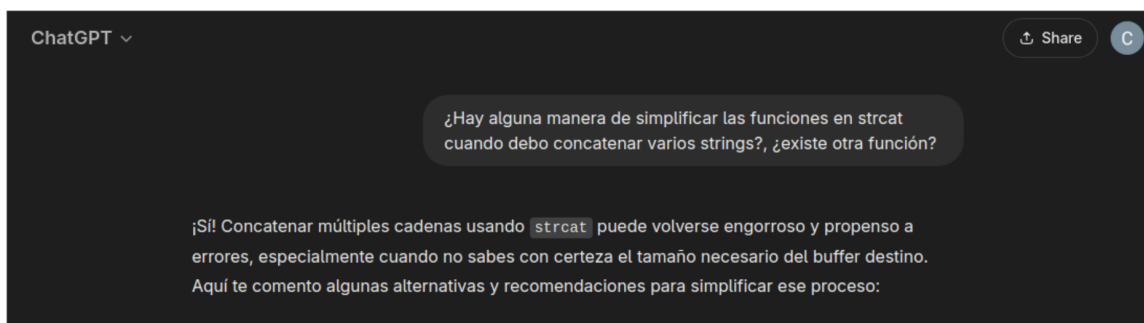 ChatGPT
Share
C
¿Hay alguna manera de simplificar las funciones en strcat
cuando debo concatenar varios strings?, ¿existe otra función?
¡Sí! Concatenar múltiples cadenas usando strcat puede volverse engorroso y propenso a
errores, especialmente cuando no sabes con certeza el tamaño necesario del buffer destino.
Aquí te comento algunas alternativas y recomendaciones para simplificar ese proceso: